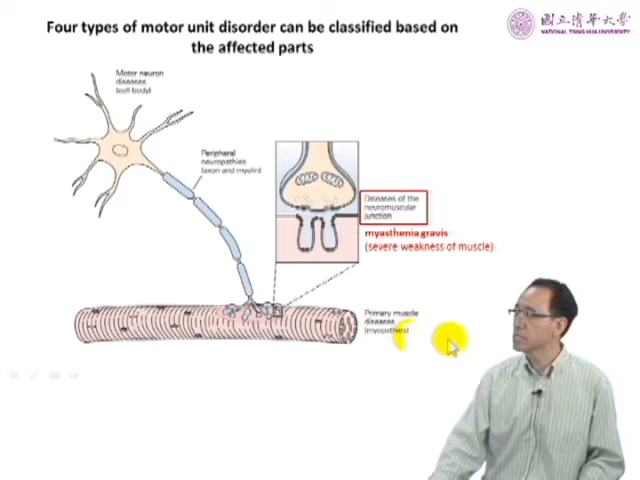 Four types of motor unit disorder can be classified based on
the affected parts
國立清華大學
NATIONAL TSING HUA UNIVERSITY
Motor neuron
diseases
(cell body)
Peripheral
neuropathies
(axon and myelin)
Diseases of the
neuromuscular
junction
myasthenia gravis
(severe weakness of muscle)
Primary muscle
diseases
(myopathies)